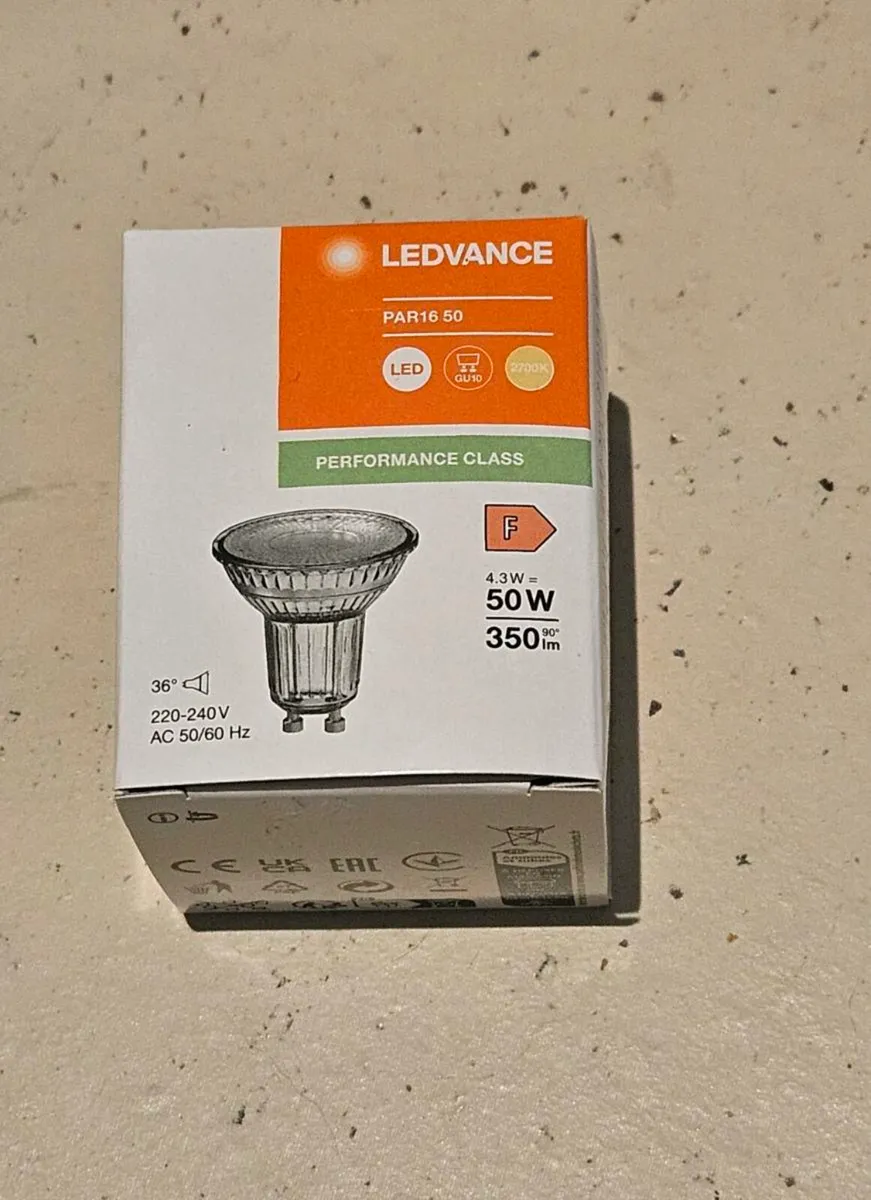 LEDVANCE
PAR16 50
LED
GU10
2700K
PERFORMANCE CLASS
F
4.3W =
50W
350 90° lm
36°
220-240V
AC 50/60 Hz
CE UK CA EAC